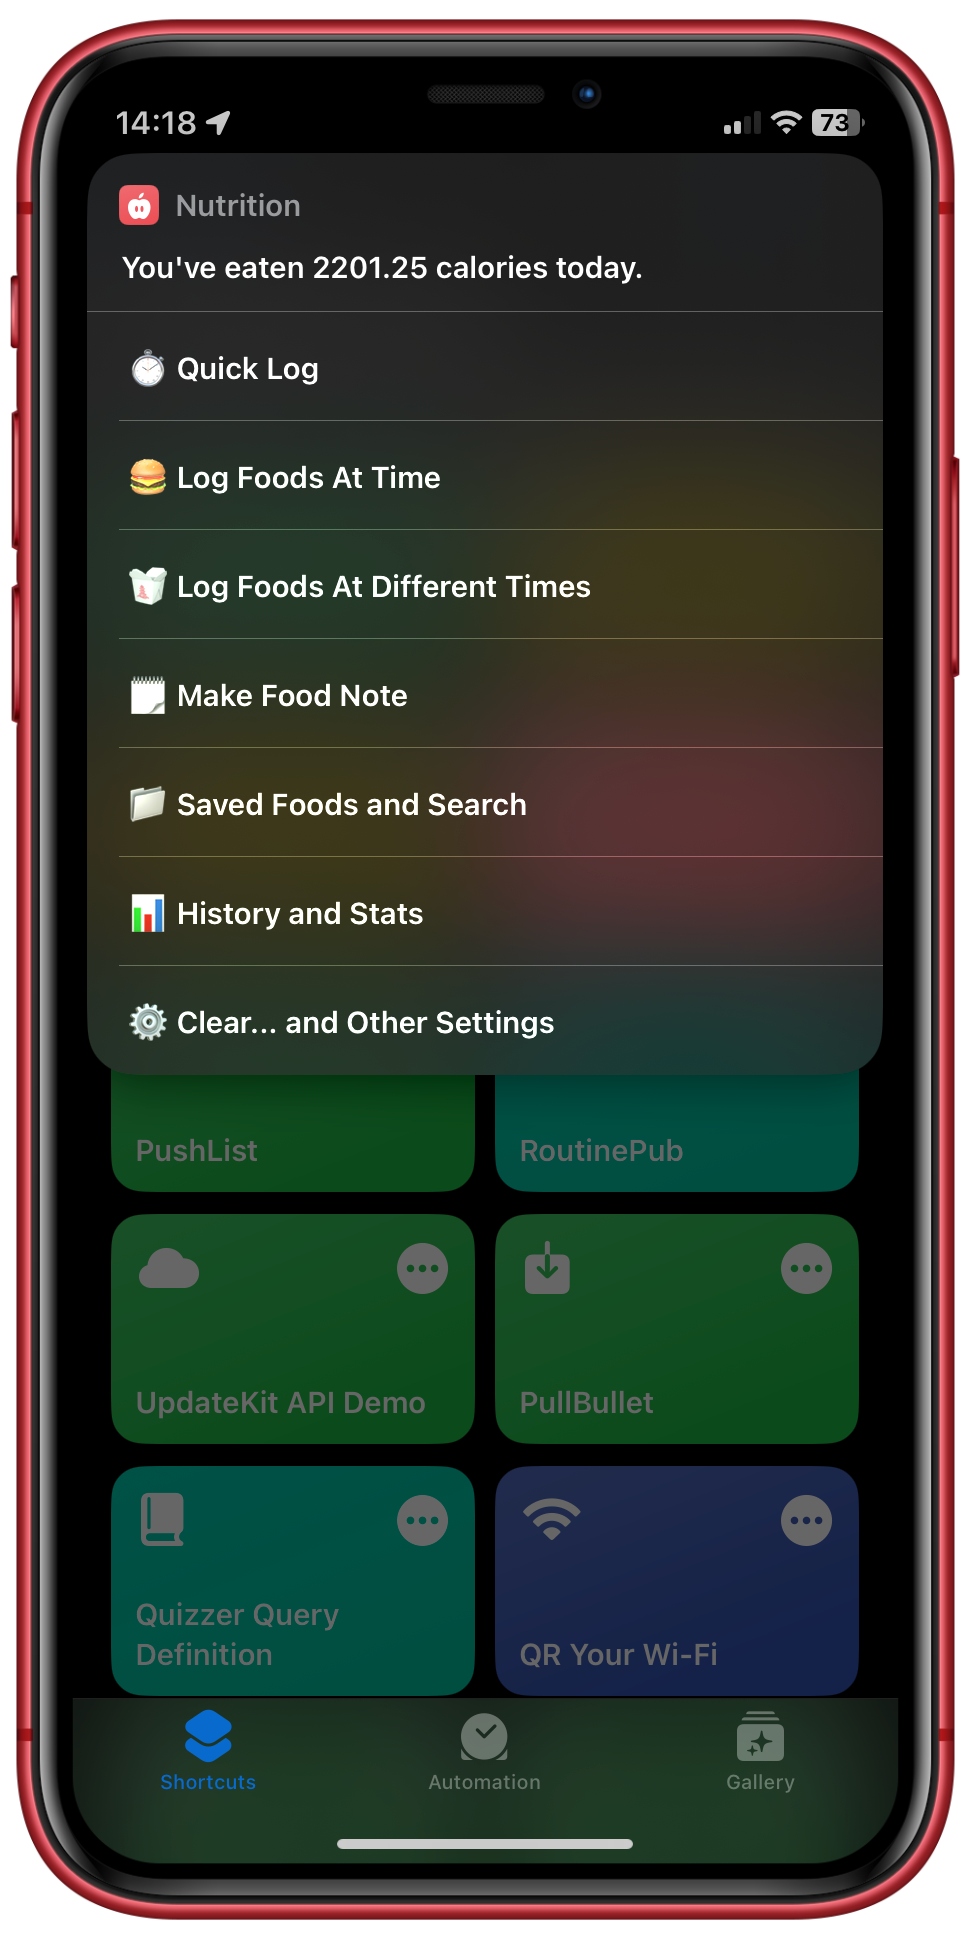 14:18
73
Nutrition
You've eaten 2201.25 calories today.
Quick Log
Log Foods At Time
Log Foods At Different Times
Make Food Note
Saved Foods and Search
History and Stats
Clear... and Other Settings
PushList
RoutinePub
UpdateKit API Demo
PullBullet
Quizzer Query
Definition
QR Your Wi-Fi
Shortcuts
Automation
Gallery